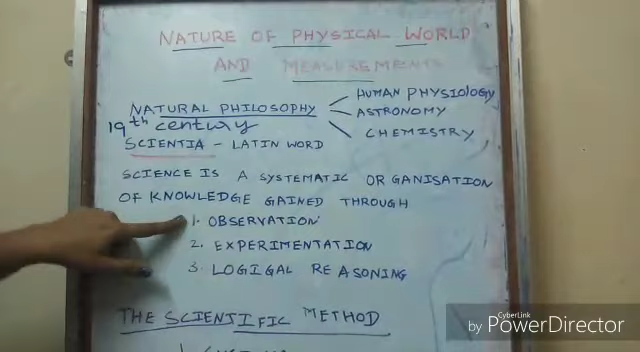 NATURE OF PHYSICAL WORLD
AND MEASUREMENTS
HUMAN PHYSIOLOGY
NATURAL PHILOSOPHY
ASTRONOMY
19th century
CHEMISTRY
SCIENTIA - LATIN WORD
SCIENCE IS A SYSTEMATIC ORGANISATION
OF KNOWLEDGE GAINED THROUGH
1. OBSERVATION
2. EXPERIMENTATION
3. LOGIGAL REASONING
THE SCIENTIFIC METHOD
CyberLink
by PowerDirector